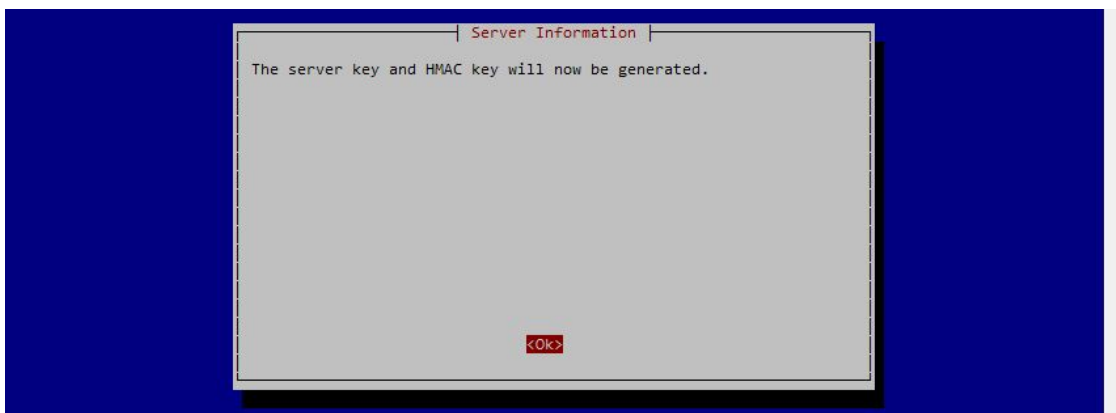 Server Information
The server key and HMAC key will now be generated.
<Ok>